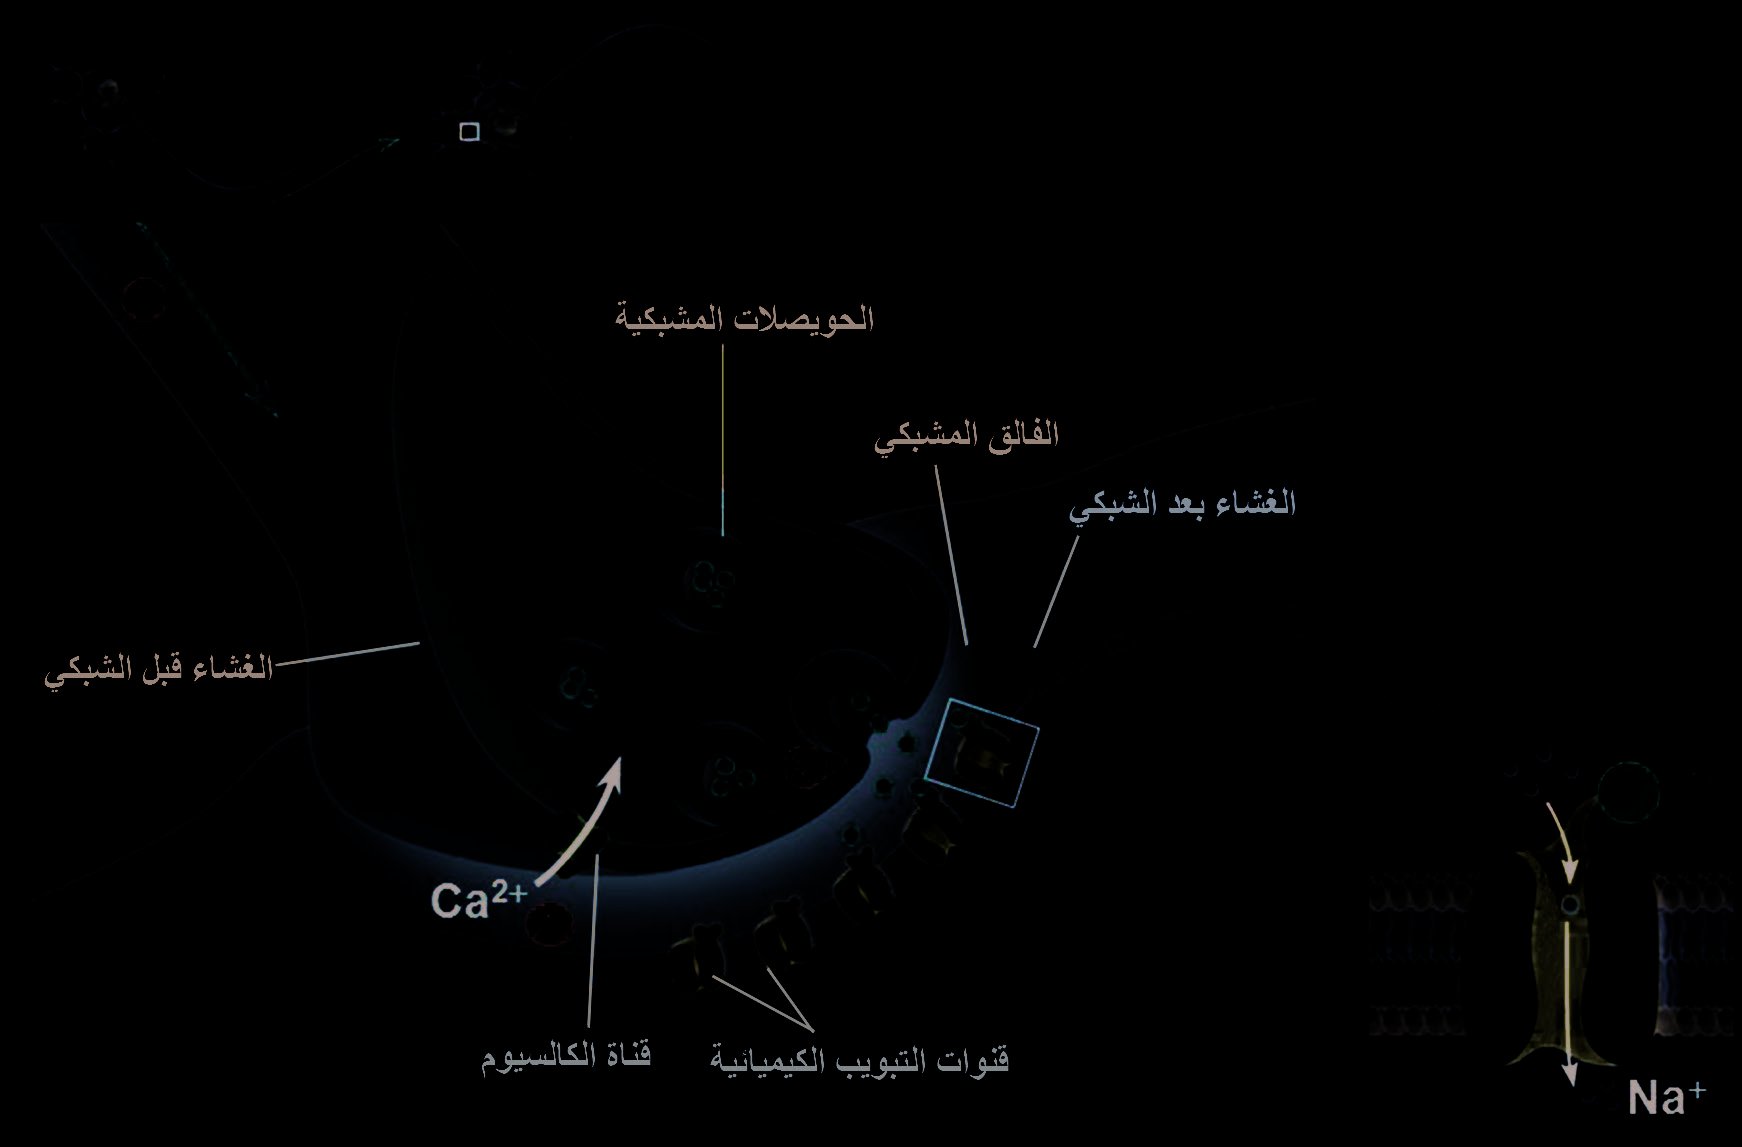 الحويصلات المشبكية
الفالق المشبكي
الغشاء بعد الشبكي
الغشاء قبل الشبكي
Ca²⁺
قناة الكالسيوم
قنوات التبويب الكيميائية
Na⁺